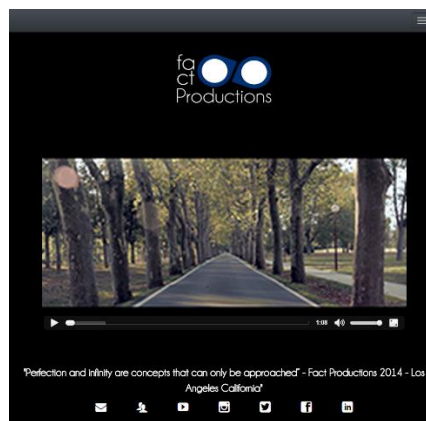 fa
ct
Productions
1:08
"Perfection and Infinity are concepts that can only be approached" - Fact Productions 2014 - Los
Angeles California"